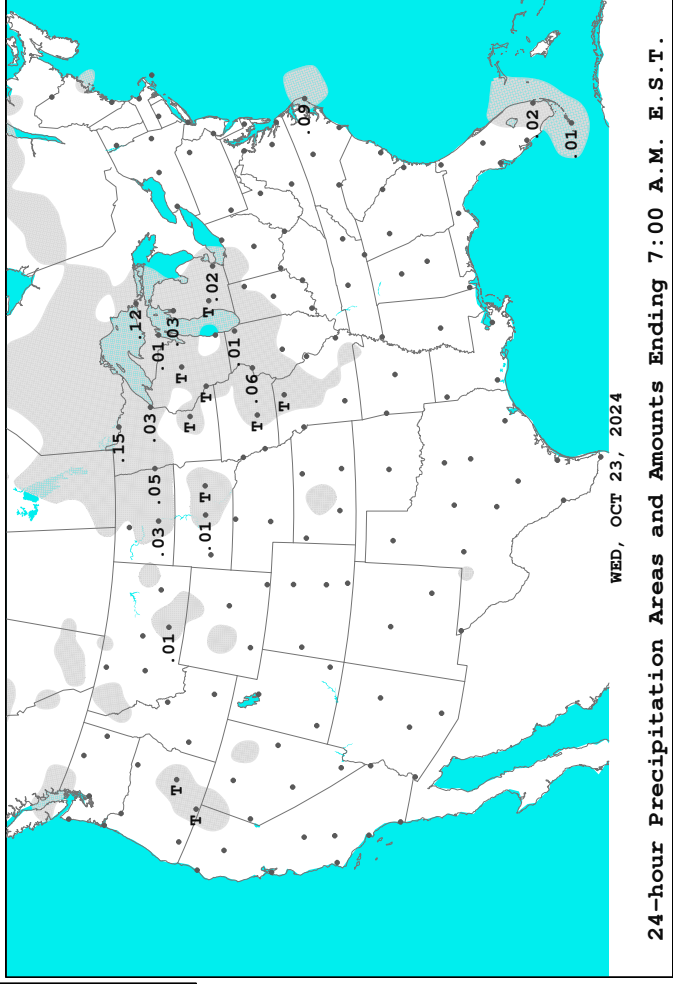 .09
.02
.01
.12
.03
.02
T
.01
T
.01
T
.06
.03
T
T
T
.15
.05
T
.03
.01
.01
T
T
WED, OCT 23, 2024
24-hour Precipitation Areas and Amounts Ending 7:00 A.M. E.S.T.